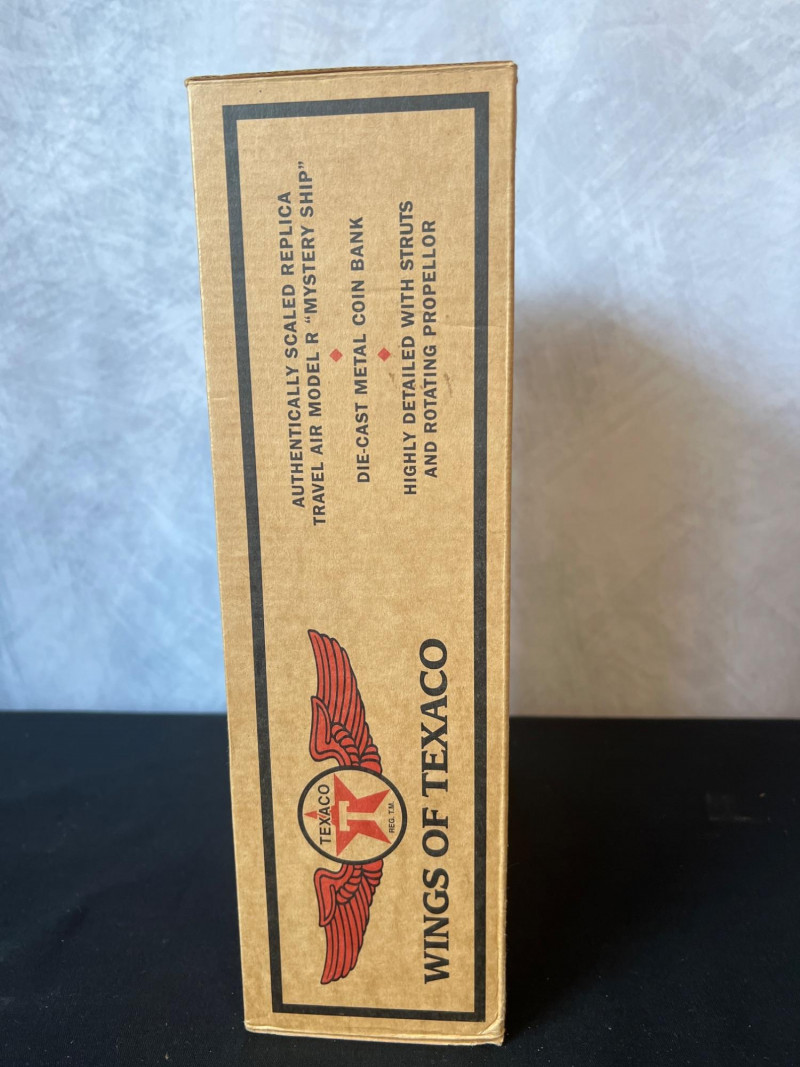 TEXACO
T
REG. T.M.
WINGS OF TEXACO
AUTHENTICALLY SCALED REPLICA
TRAVEL AIR MODEL R “MYSTERY SHIP”
DIE-CAST METAL COIN BANK
HIGHLY DETAILED WITH STRUTS
AND ROTATING PROPELLOR